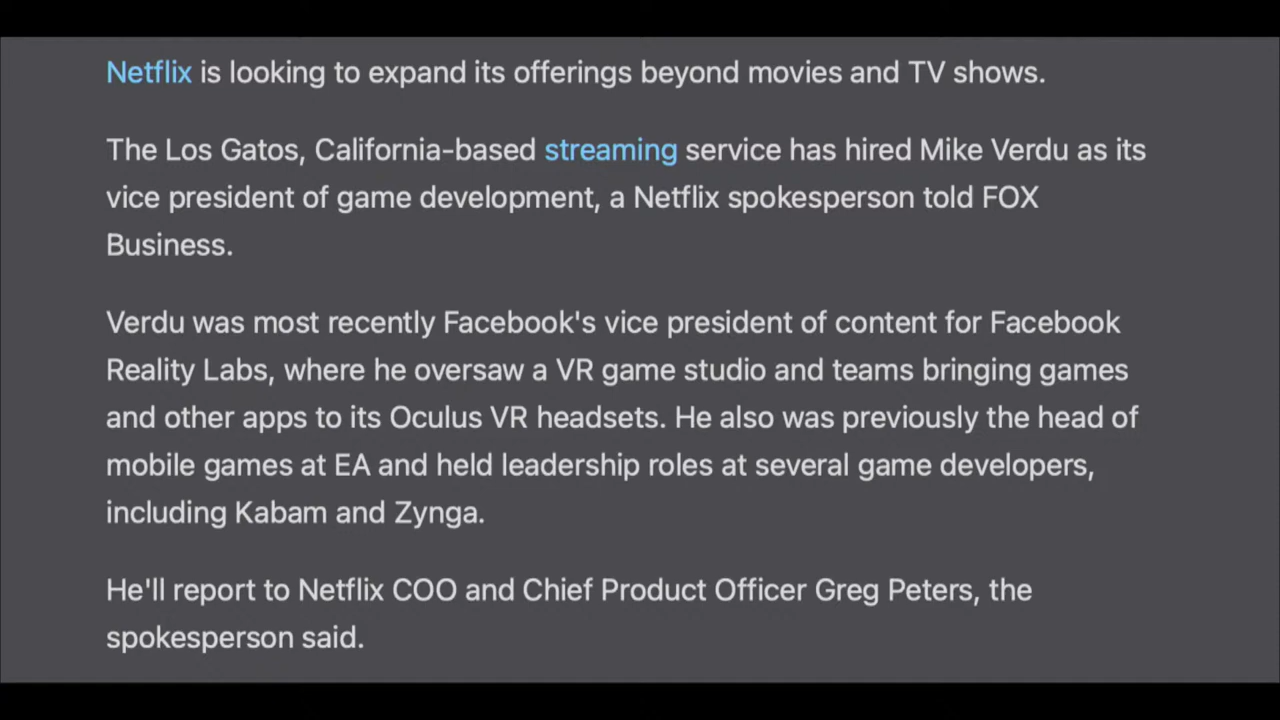 Netflix is looking to expand its offerings beyond movies and TV shows.
The Los Gatos, California-based streaming service has hired Mike Verdu as its
vice president of game development, a Netflix spokesperson told FOX
Business.
Verdu was most recently Facebook's vice president of content for Facebook
Reality Labs, where he oversaw a VR game studio and teams bringing games
and other apps to its Oculus VR headsets. He also was previously the head of
mobile games at EA and held leadership roles at several game developers,
including Kabam and Zynga.
He'll report to Netflix COO and Chief Product Officer Greg Peters, the
spokesperson said.